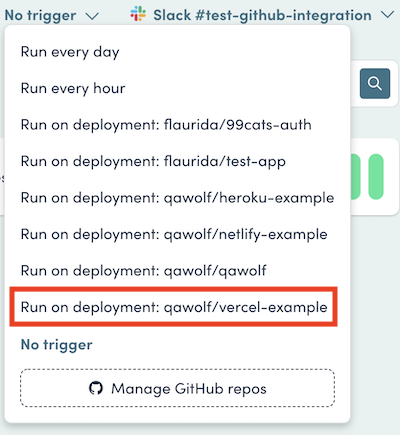 No trigger
Slack #test-github-integration
Run every day
Run every hour
Run on deployment: flaurida/99cats-auth
Run on deployment: flaurida/test-app
Run on deployment: qawolf/heroku-example
Run on deployment: qawolf/netlify-example
Run on deployment: qawolf/qawolf
Run on deployment: qawolf/vercel-example
No trigger
Manage GitHub repos